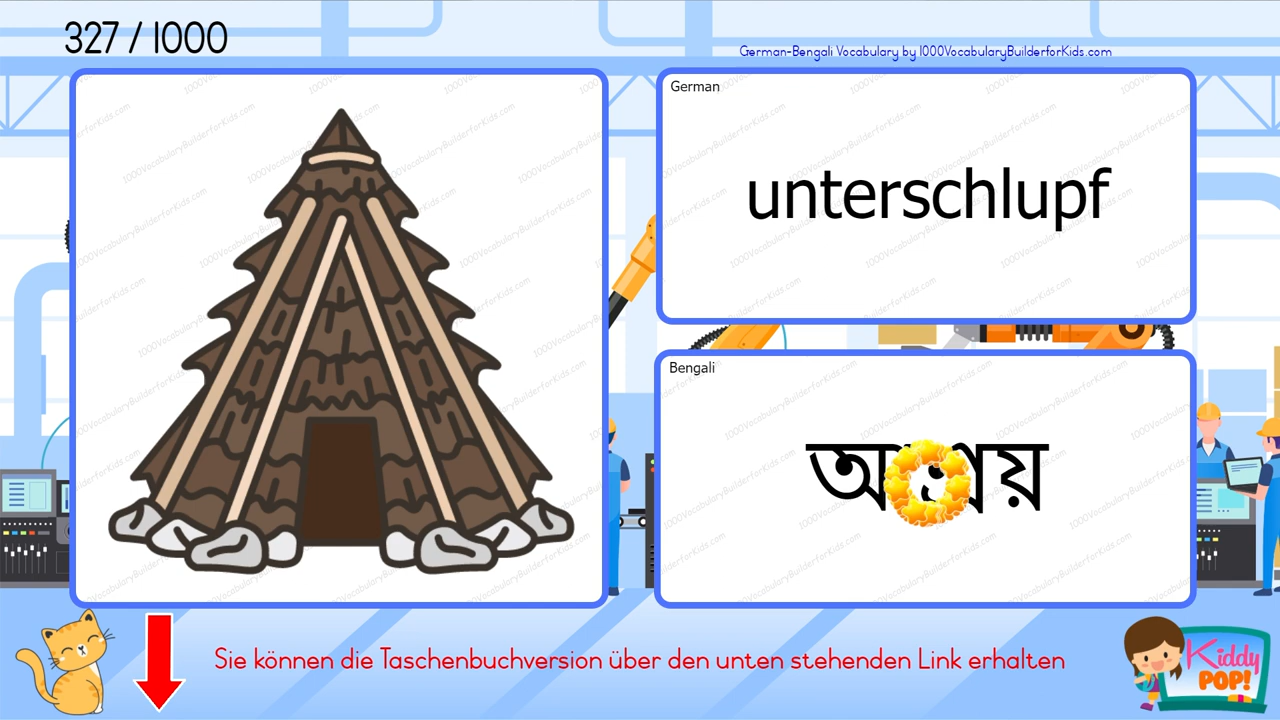 327 / 1000
German-Bengali Vocabulary by 1000VocabularyBuilderforKids.com
German
unterschlupf
Bengali
Sie können die Taschenbuchversion über den unten stehenden Link erhalten
Kiddy
POP!